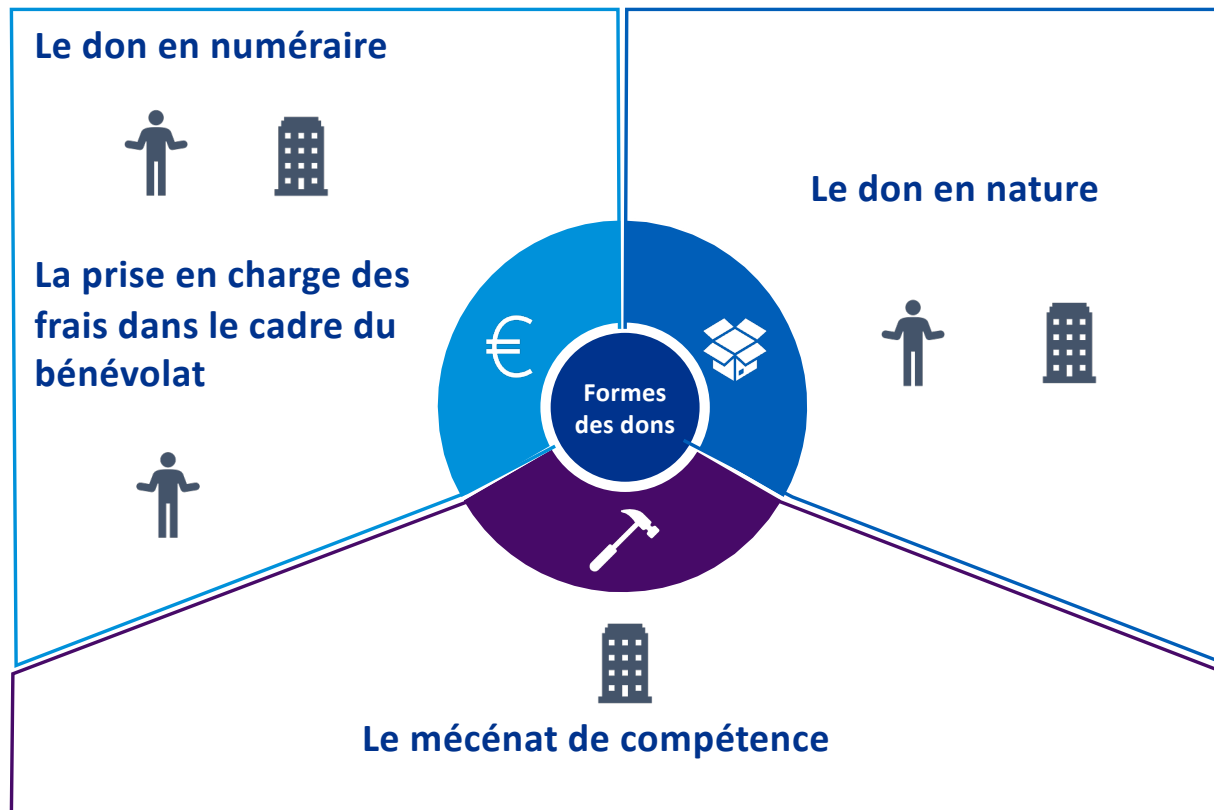 Le don en numéraire
La prise en charge des
frais dans le cadre du
bénévolat
€
Formes
des dons
Le don en nature
Le mécénat de compétence